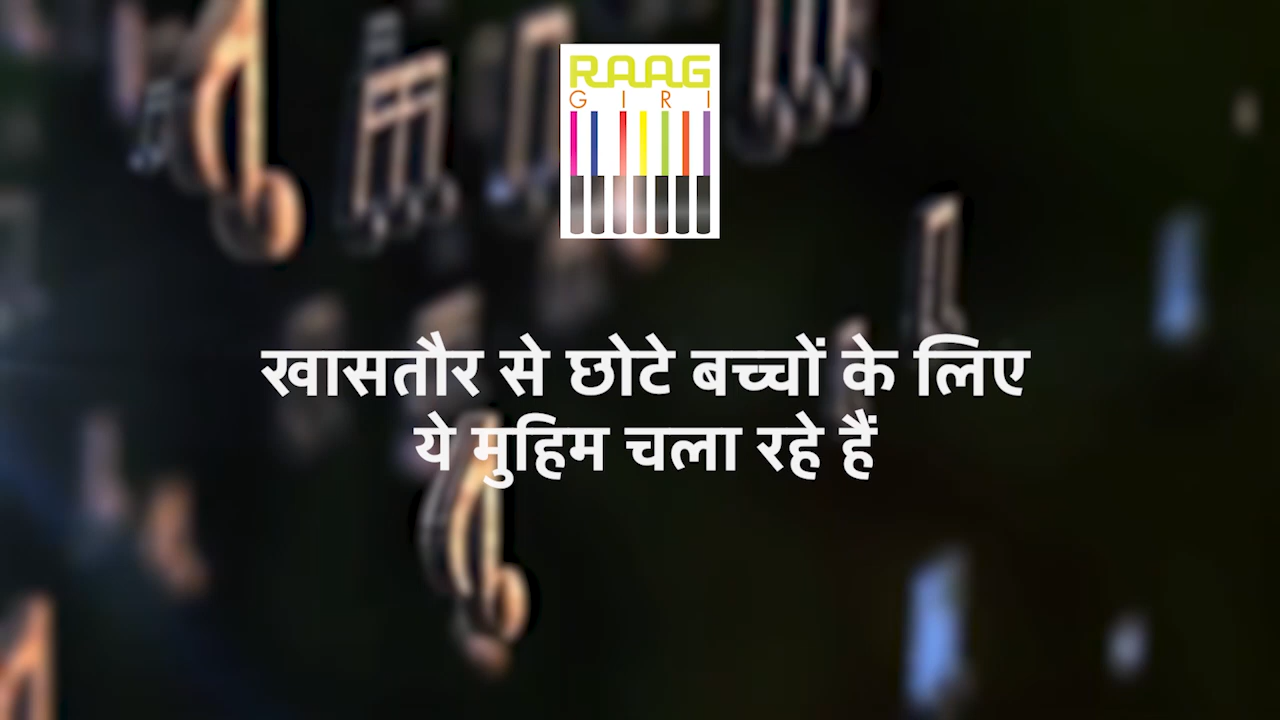 RAAG
GIRI
खासतौर से छोटे बच्चों के लिए
ये मुहिम चला रहे हैं